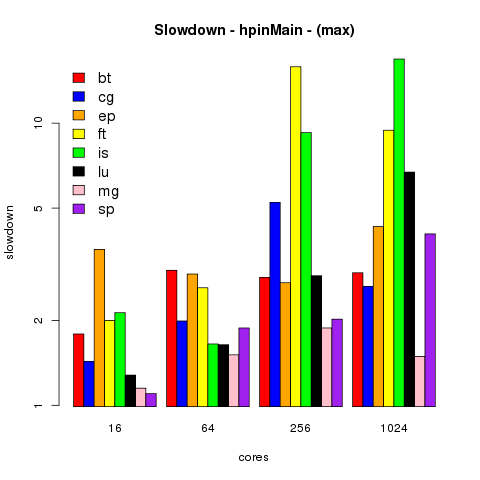 Slowdown - hpinMain - (max)
bt
cg
ep
ft
is
lu
mg
sp
slowdown
10
5
2
1
16 64 256 1024
cores